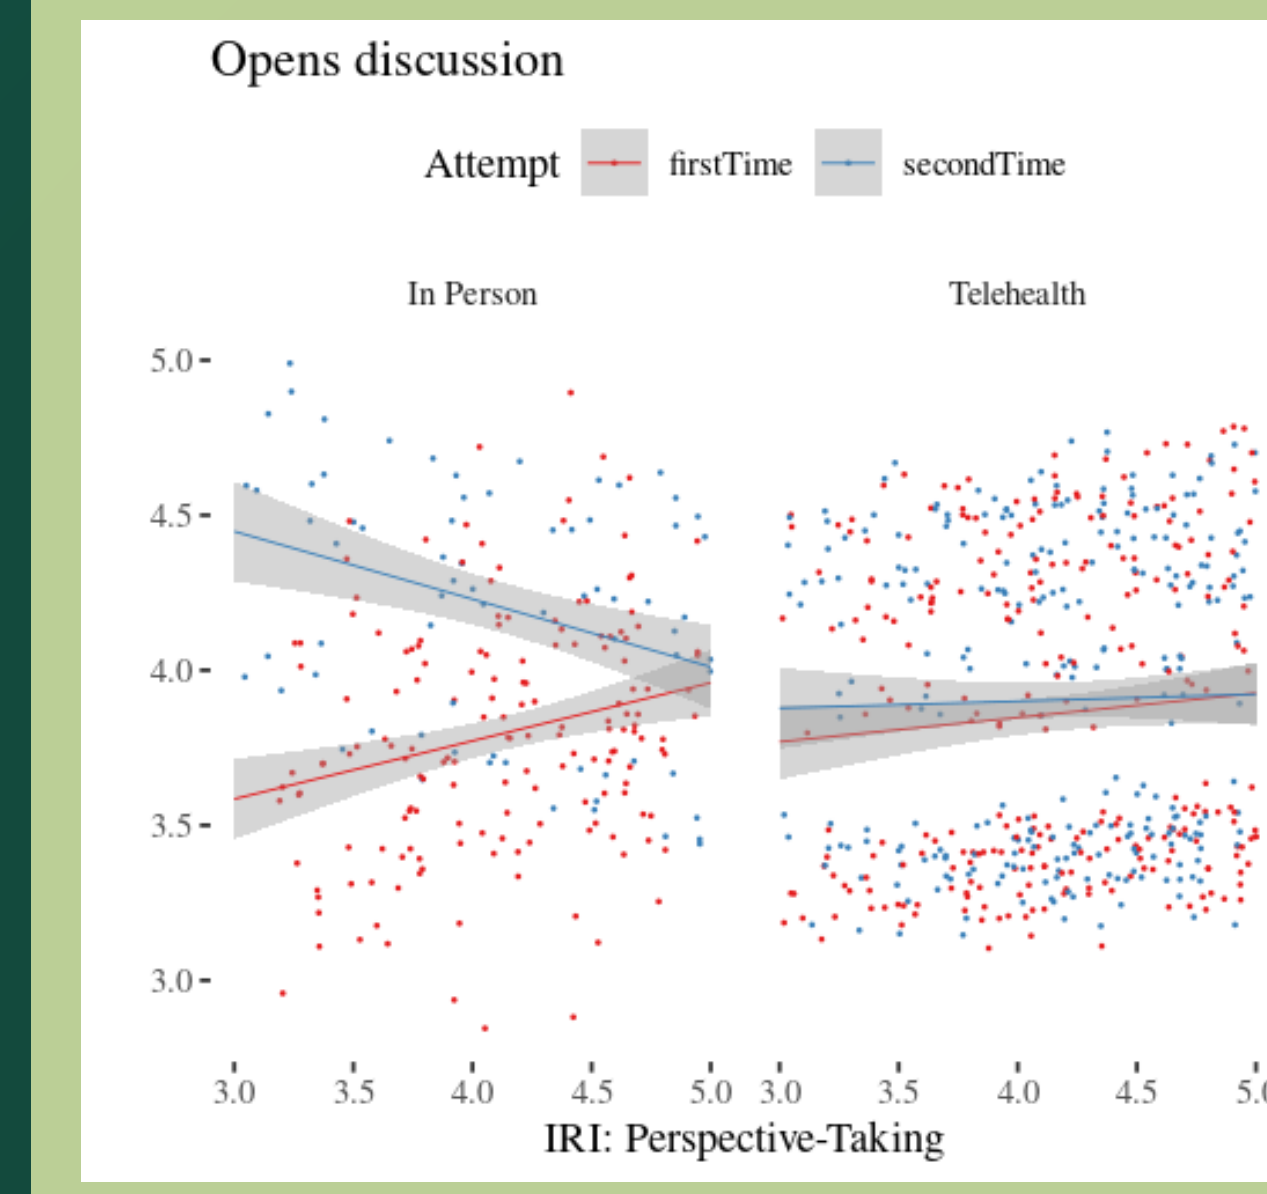 Opens discussion
Attempt firstTime secondTime
In Person Telehealth
5.0
4.5
4.0
3.5
3.0
3.0 3.5 4.0 4.5 5.0 3.0 3.5 4.0 4.5 5.0
IRI: Perspective-Taking